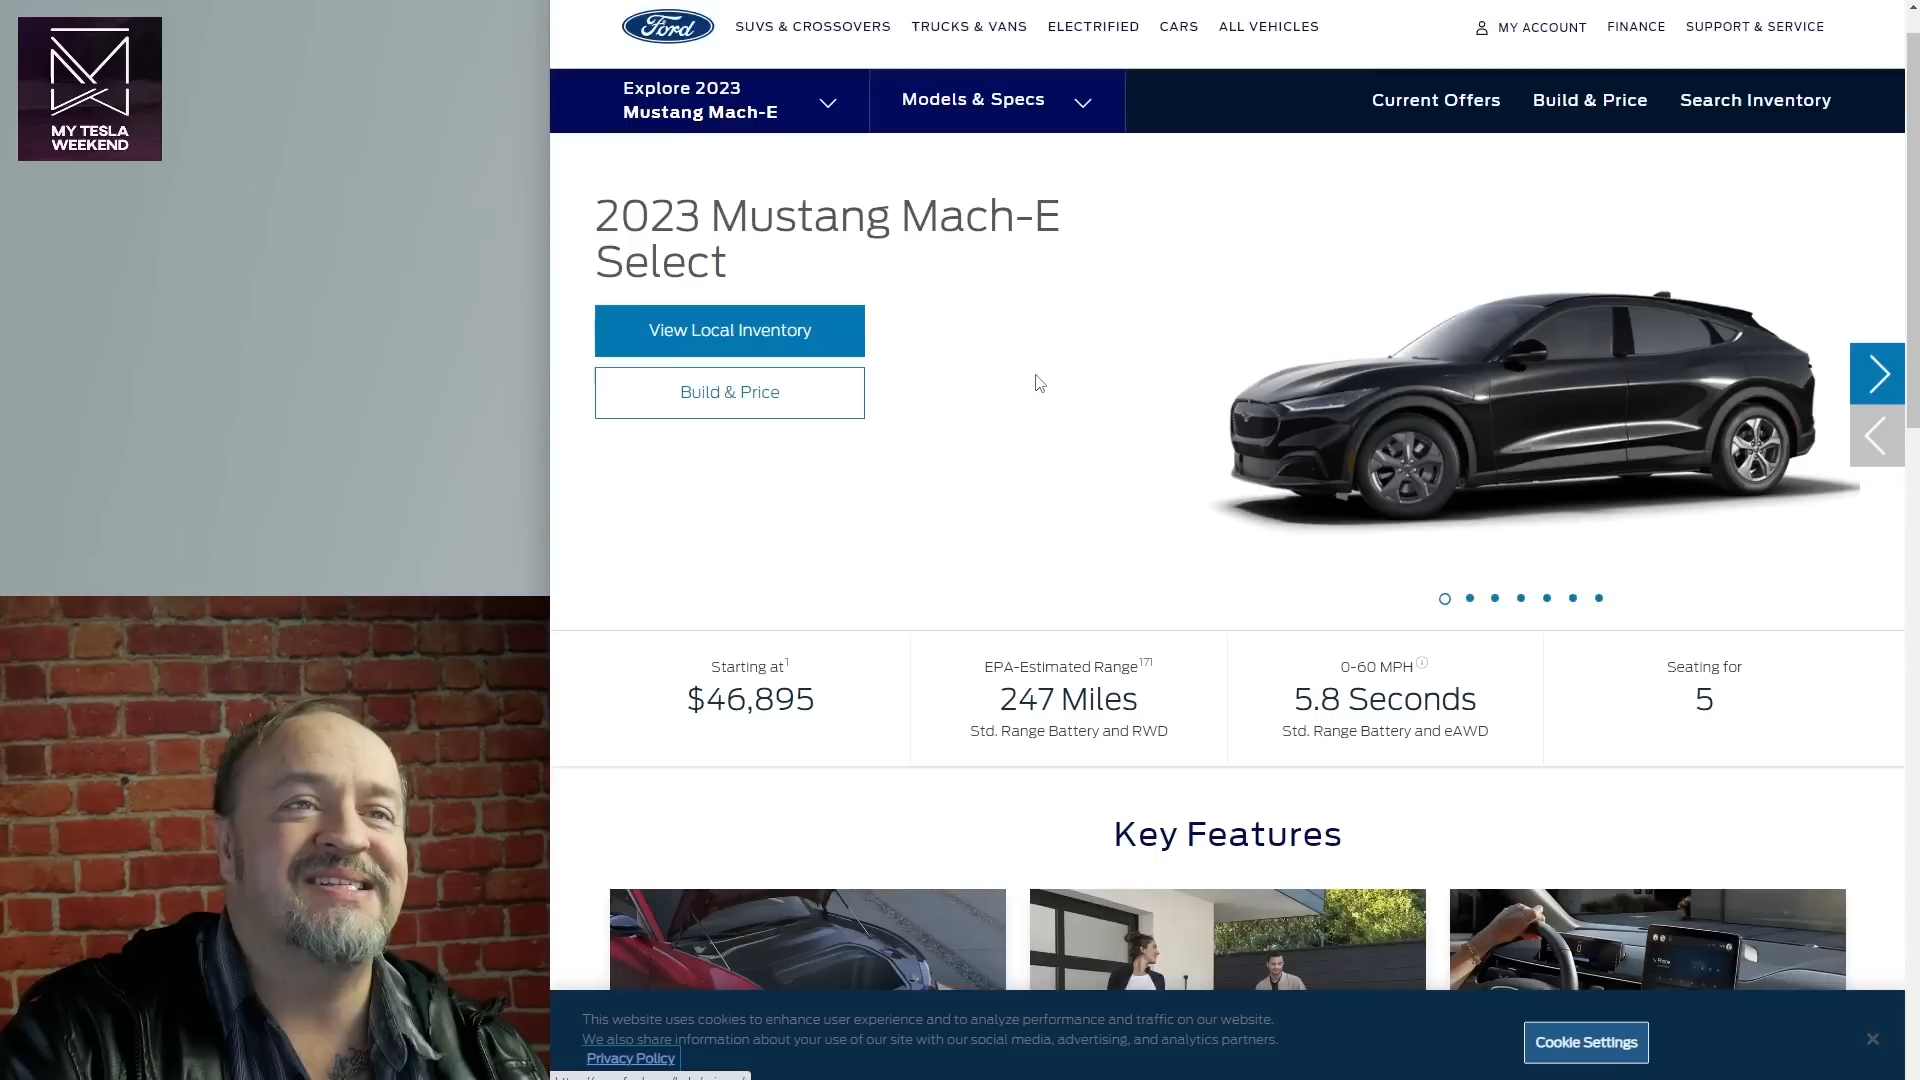 MY TESLA
WEEKEND
Ford
SUVS & CROSSOVERS
TRUCKS & VANS
ELECTRIFIED
CARS
ALL VEHICLES
MY ACCOUNT
FINANCE
SUPPORT & SERVICE
Explore 2023
Mustang Mach-E
Models & Specs
Current Offers
Build & Price
Search Inventory
2023 Mustang Mach-E
Select
View Local Inventory
Build & Price
Starting at1
$46,895
EPA-Estimated Range171
247 Miles
Std. Range Battery and RWD
0-60 MPH
5.8 Seconds
Std. Range Battery and eAWD
Seating for
5
Key Features
This website uses cookies to enhance user experience and to analyze performance and traffic on our website.
We also share information about your use of our site with our social media, advertising, and analytics partners.
Privacy Policy
Cookie Settings